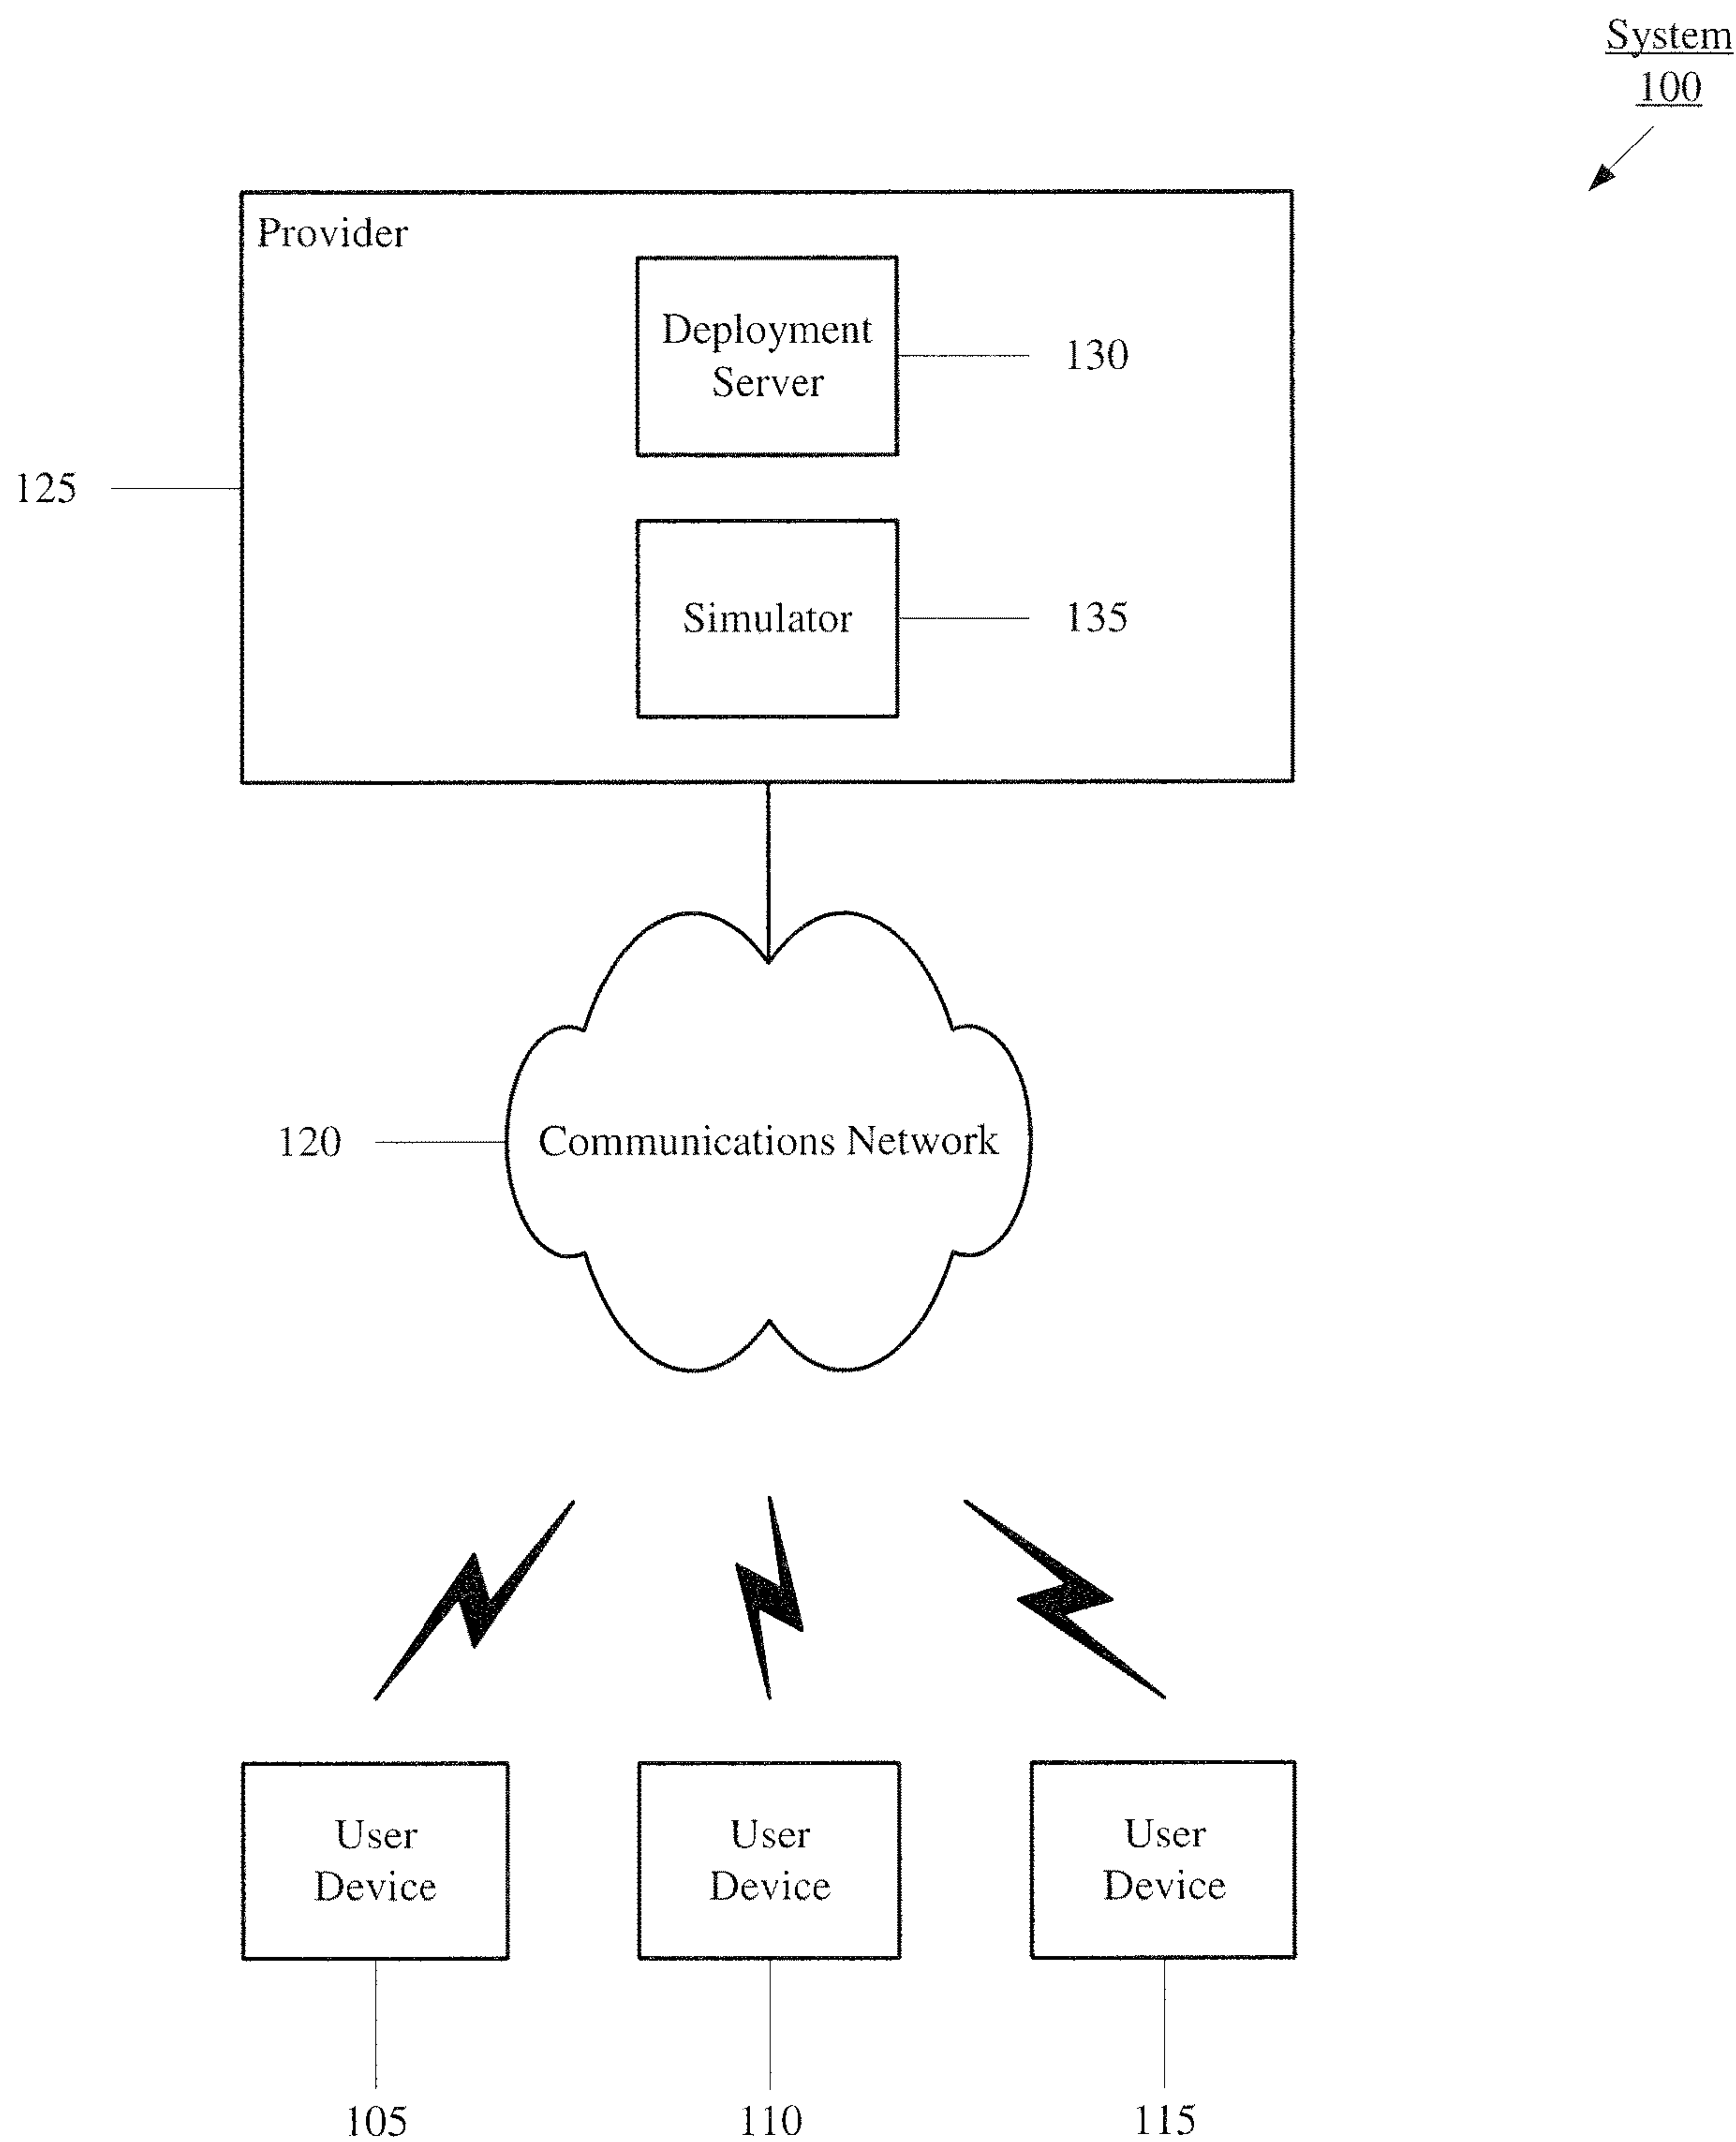 System
100
Provider
Deployment
Server
130
125
Simulator
135
120
Communications Network
User
Device
User
Device
User
Device
105
110
115